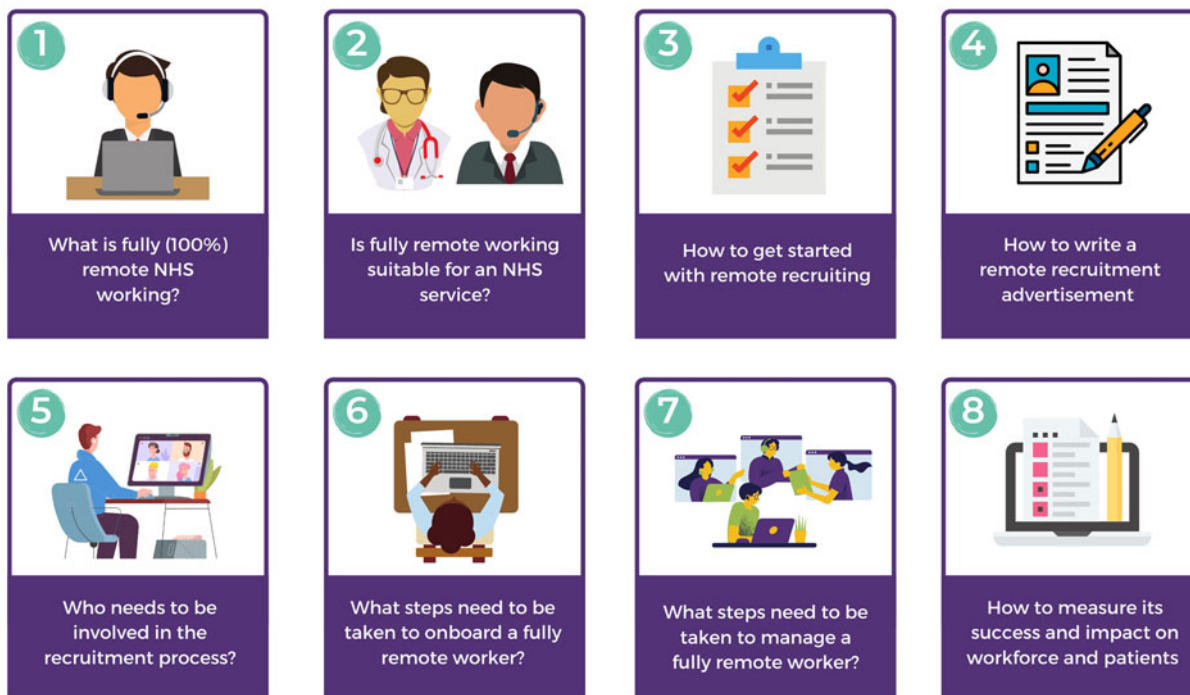 1
What is fully (100%)
remote NHS
working?
2
Is fully remote working
suitable for an NHS
service?
3
How to get started
with remote recruiting
4
How to write a
remote recruitment
advertisement
5
Who needs to be
involved in the
recruitment process?
6
What steps need to be
taken to onboard a fully
remote worker?
7
What steps need to be
taken to manage a
fully remote worker?
8
How to measure its
success and impact on
workforce and patients